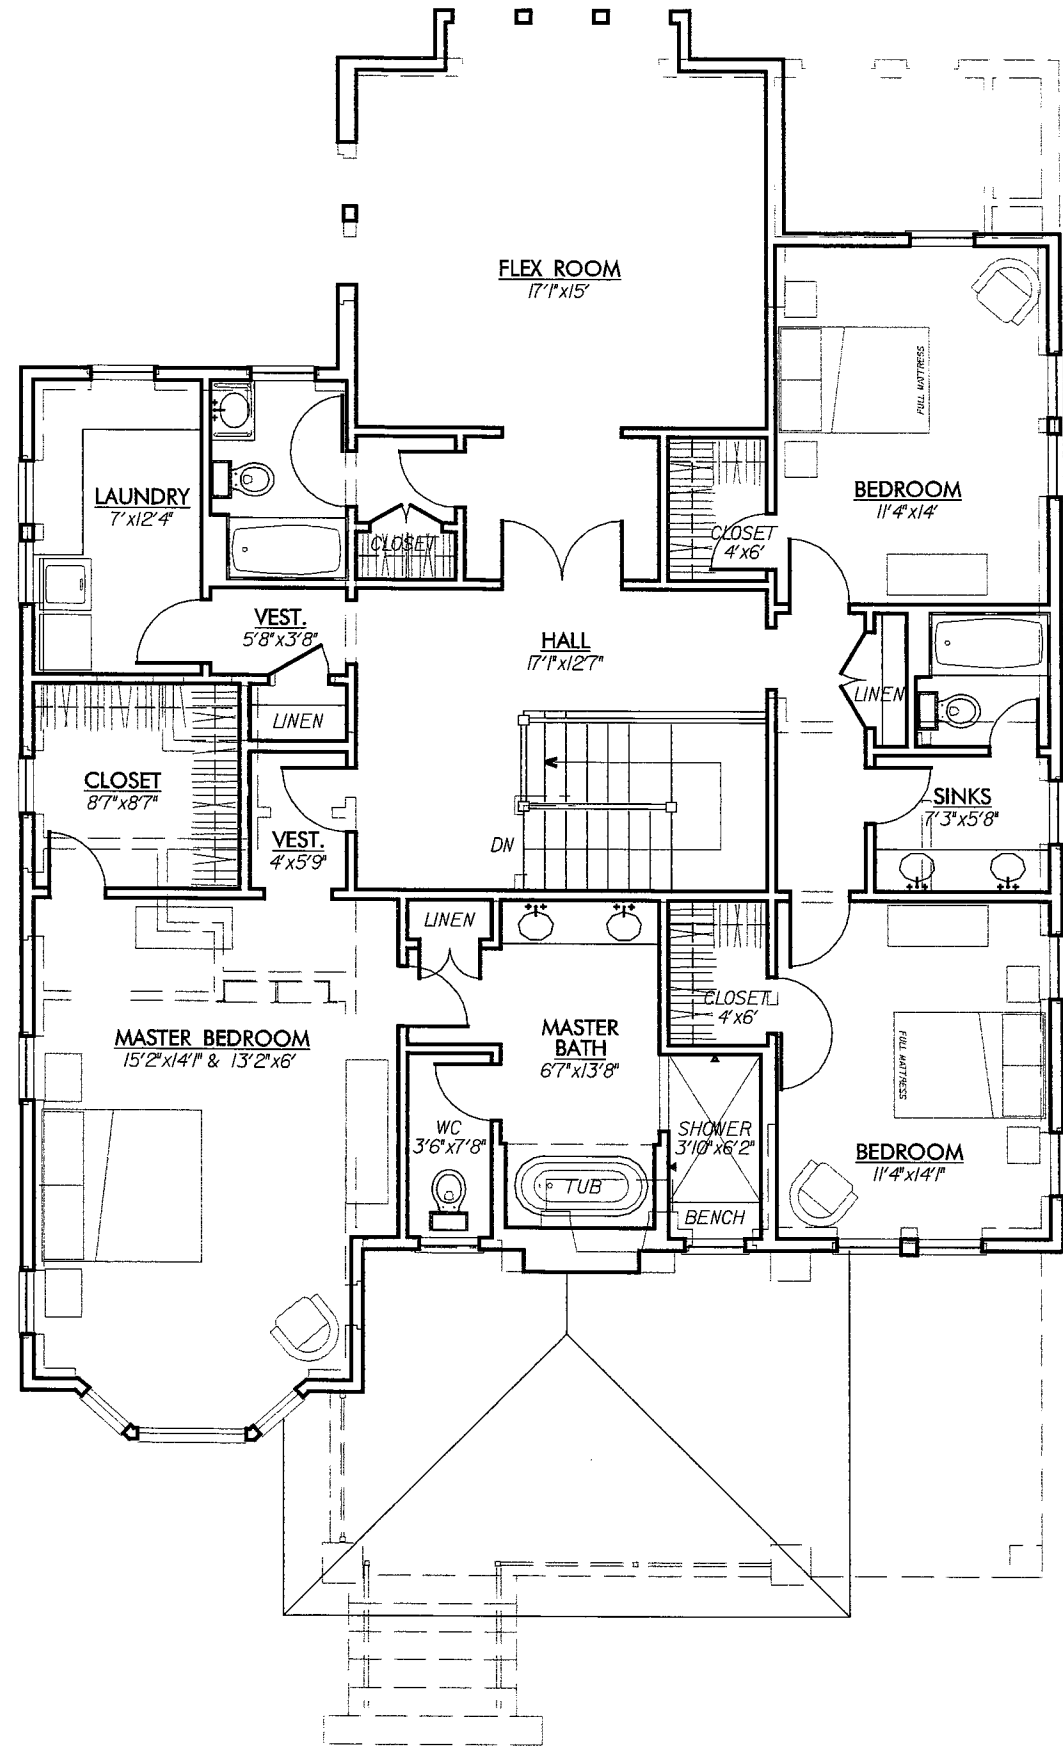 FLEX ROOM
17'1"x15'
FULL MATTRESS
BEDROOM
11'4"x14'
LAUNDRY
7'x12'4"
CLOSET
CLOSET
4'x6'
VEST.
5'8"x3'8"
HALL
17'1"x12'7"
LINEN
LINEN
CLOSET
8'7"x8'7"
SINKS
7'3"x5'8"
VEST.
4'x5'9"
DN
LINEN
CLOSET
4'x6'
MASTER BEDROOM
15'2"x14'1" & 13'2"x6'
MASTER
BATH
6'7"x13'8"
FULL MATTRESS
WC
3'6"x7'8"
SHOWER
3'10"x6'2"
BEDROOM
11'4"x14'1"
TUB
BENCH